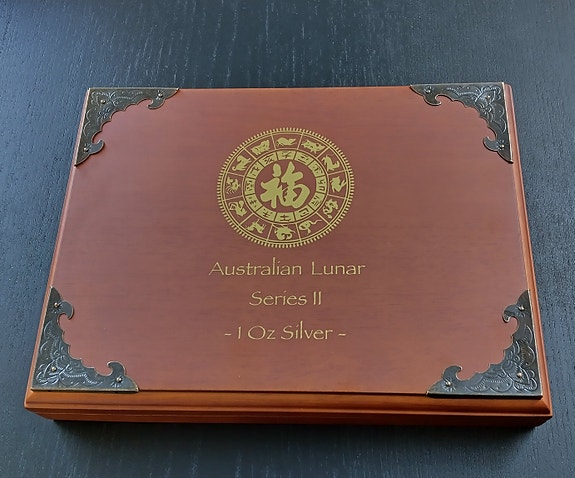 福
Australian Lunar
Series II
- 1 Oz Silver -